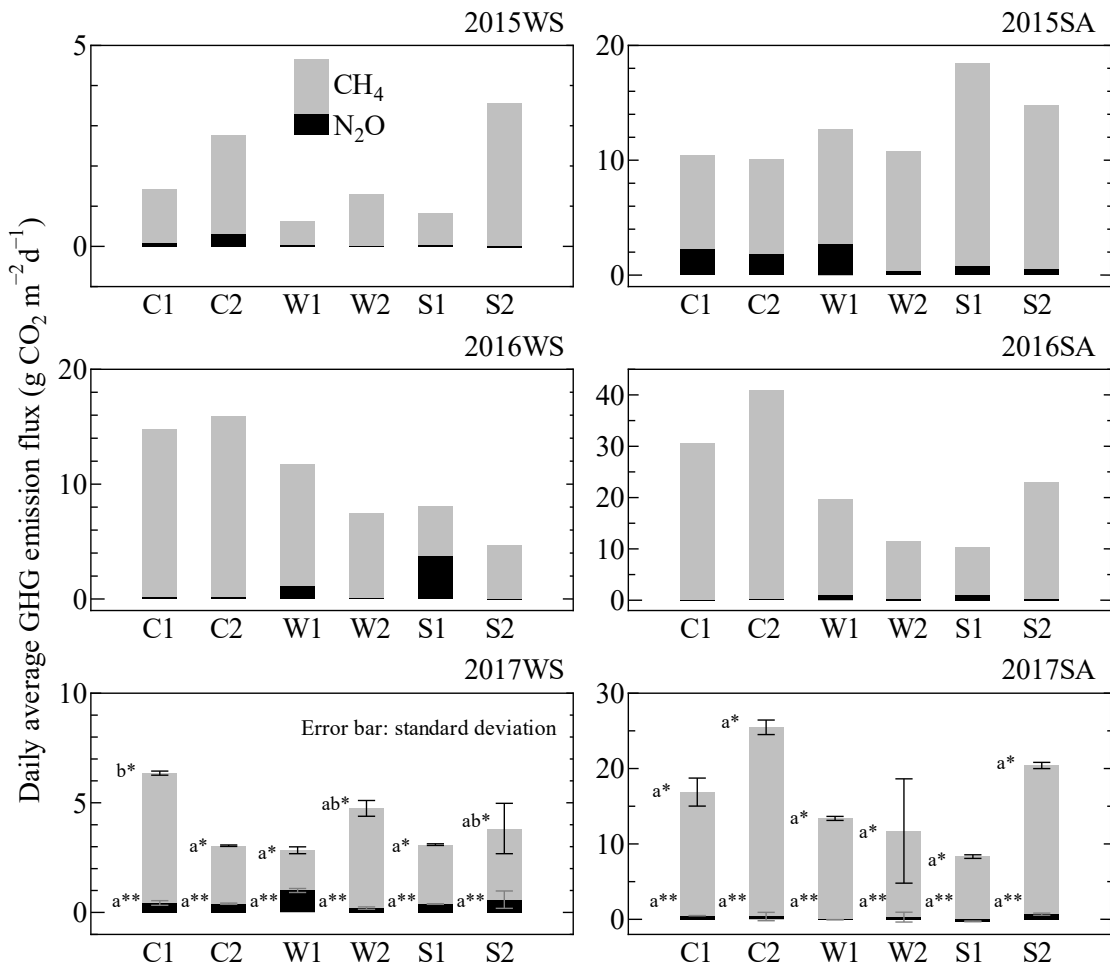 Daily average GHG emission flux (g CO₂ m⁻² d⁻¹)
2015WS
5
0
CH₄
N₂O
C1 C2 W1 W2 S1 S2
2015SA
20
10
0
C1 C2 W1 W2 S1 S2
2016WS
20
10
0
C1 C2 W1 W2 S1 S2
2016SA
40
30
20
10
0
C1 C2 W1 W2 S1 S2
2017WS
10
5
0
Error bar: standard deviation
b* a* a* ab* a* ab*
a** a** a** a** a** a**
C1 C2 W1 W2 S1 S2
2017SA
30
20
10
0
a* a* a* a* a* a*
a** a** a** a** a** a**
C1 C2 W1 W2 S1 S2